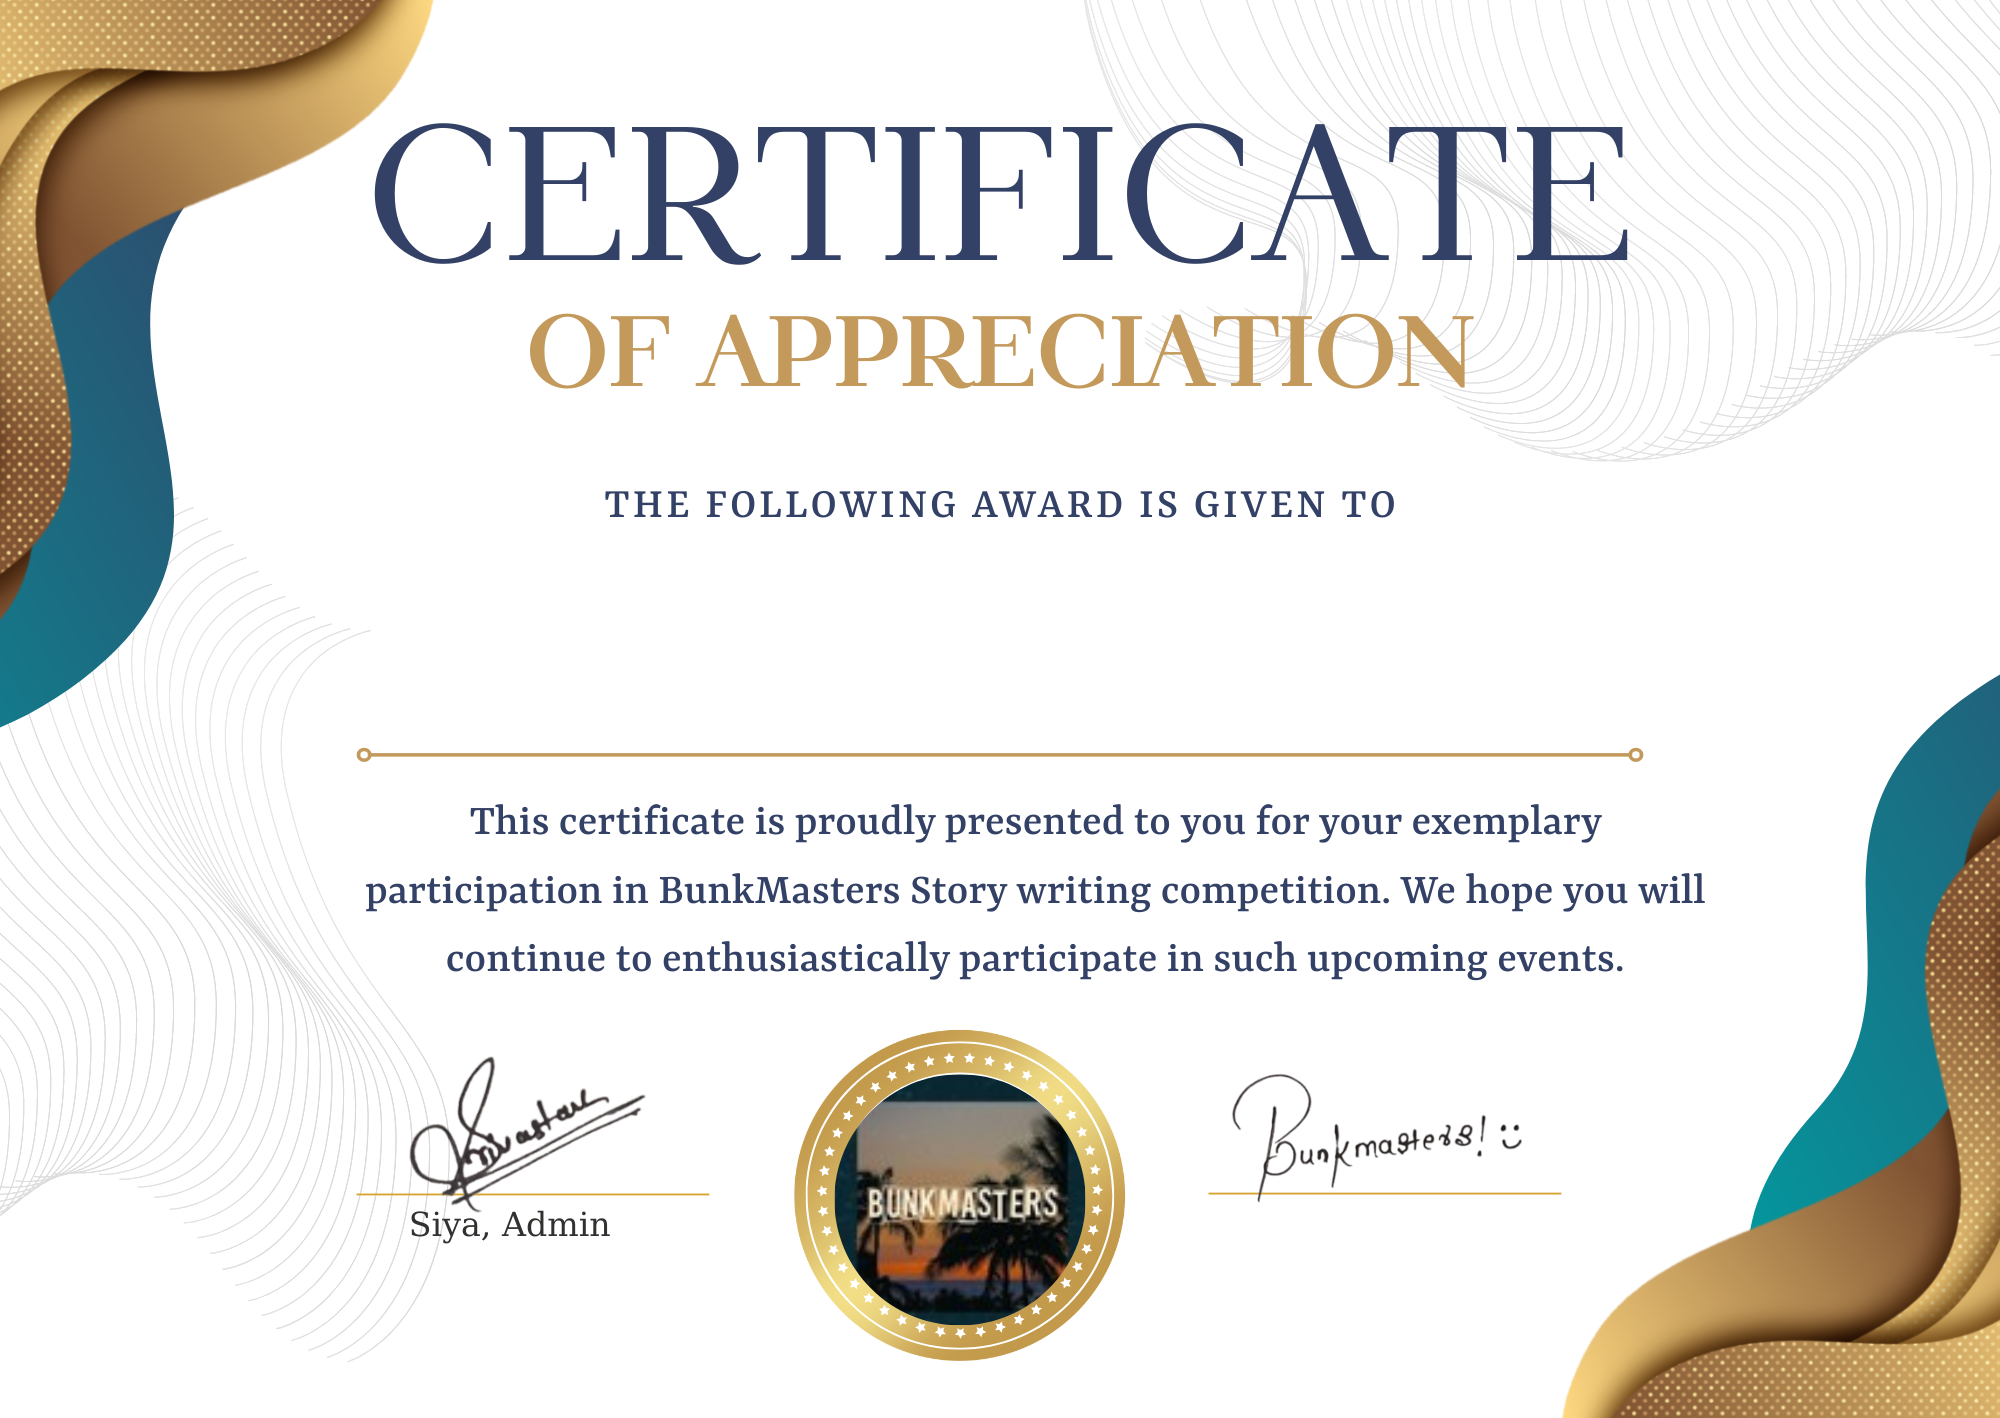 CERTIFICATE
OF APPRECIATION
THE FOLLOWING AWARD IS GIVEN TO
This certificate is proudly presented to you for your exemplary
participation in BunkMasters Story writing competition. We hope you will
continue to enthusiastically participate in such upcoming events.
Bunkmasters! :)
BUNKMASTERS
Siya, Admin